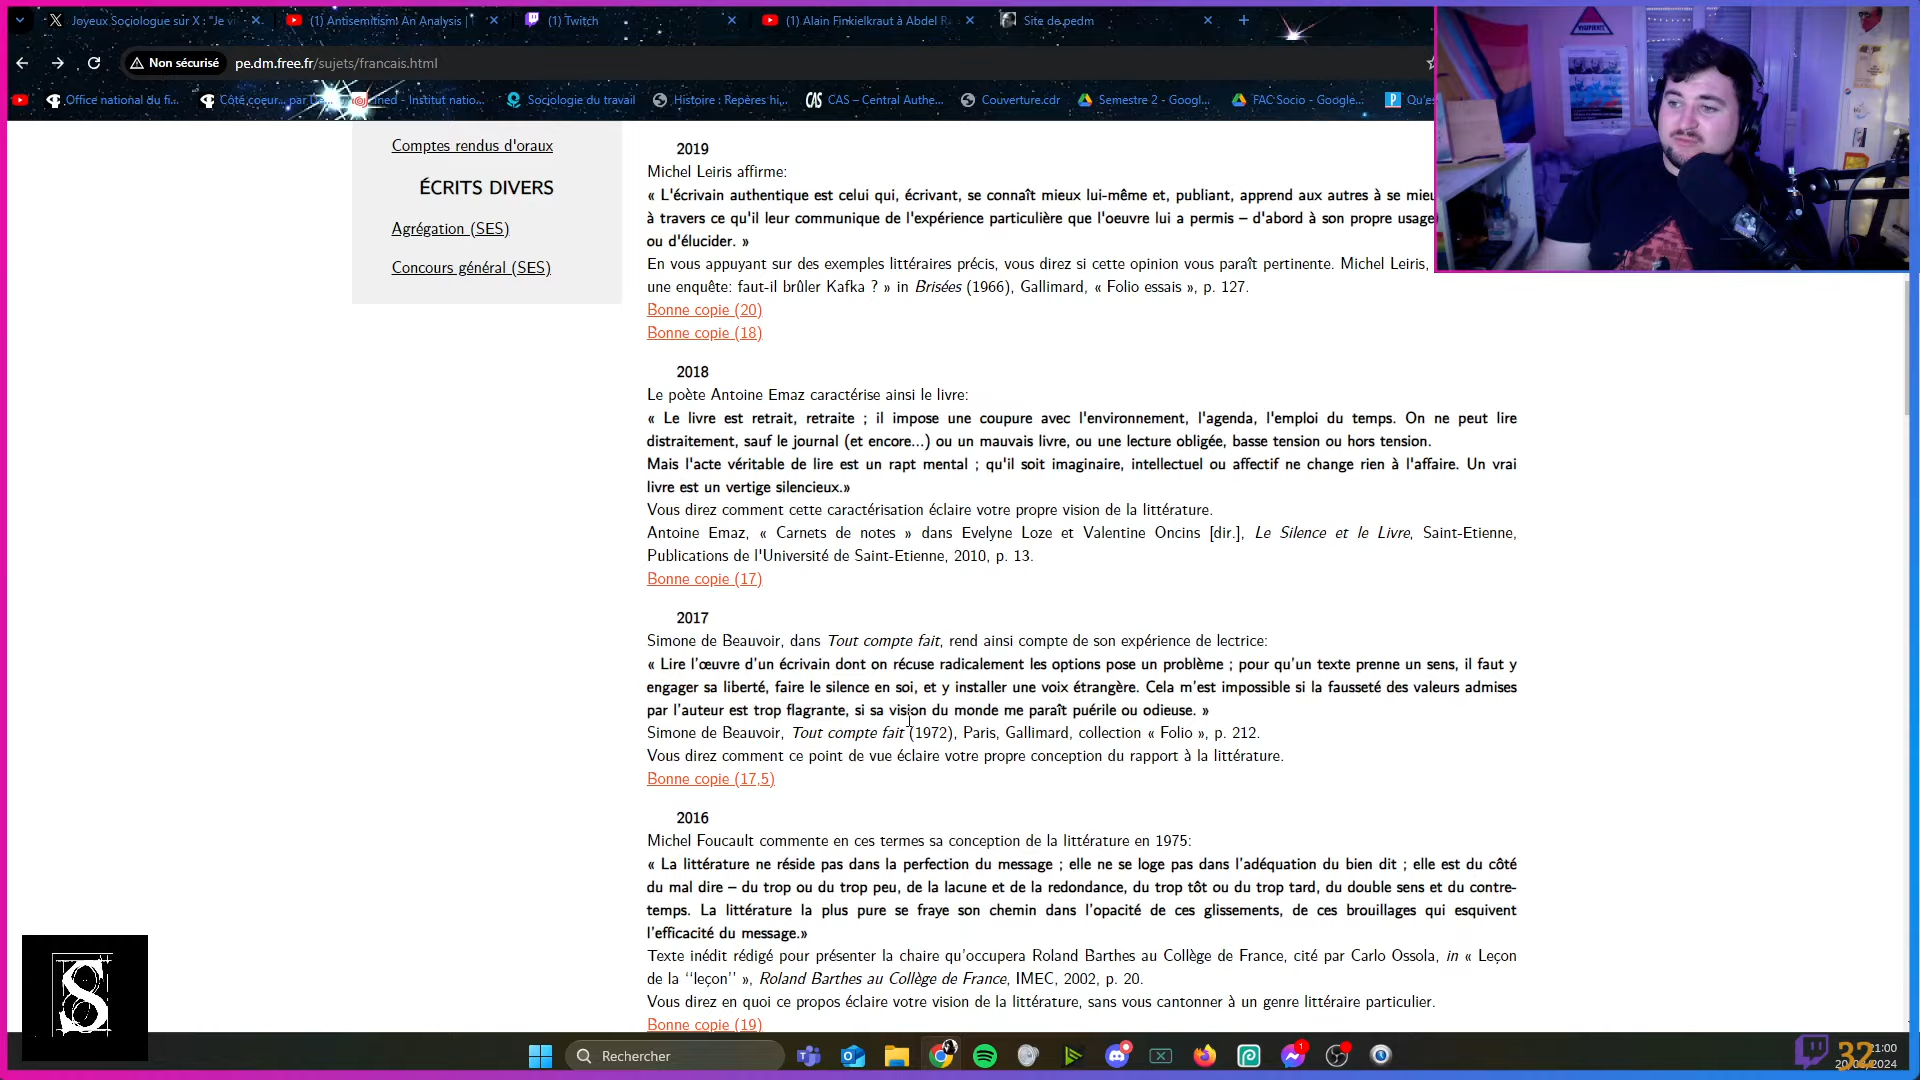 Joyeux Sociologue sur X : "Je v
(1) Antisemitism: An Analysis |
(1) Twitch
(1) Alain Finkielkraut à Abdel R
Site de pedm
Non sécurisé
pe.dm.free.fr/sujets/francais.html
Office national du fi...
Côté coeur... par
Ined - Institut natio...
Sociologie du travail
Histoire : Repères hi...
CAS – Central Authe...
Couverture.cdr
Semestre 2 - Googl...
FAC Socio - Google...
Qu'es
Comptes rendus d'oraux
ÉCRITS DIVERS
Agrégation (SES)
Concours général (SES)
2019
Michel Leiris affirme:
« L'écrivain authentique est celui qui, écrivant, se connaît mieux lui-même et, publiant, apprend aux autres à se mieu
à travers ce qu'il leur communique de l'expérience particulière que l'oeuvre lui a permis – d'abord à son propre usage
ou d'élucider. »
En vous appuyant sur des exemples littéraires précis, vous direz si cette opinion vous paraît pertinente. Michel Leiris,
une enquête: faut-il brûler Kafka ? » in Brisées (1966), Gallimard, « Folio essais », p. 127.
Bonne copie (20)
Bonne copie (18)
2018
Le poète Antoine Emaz caractérise ainsi le livre:
« Le livre est retrait, retraite ; il impose une coupure avec l'environnement, l'agenda, l'emploi du temps. On ne peut lire
distraitement, sauf le journal (et encore...) ou un mauvais livre, ou une lecture obligée, basse tension ou hors tension.
Mais l'acte véritable de lire est un rapt mental ; qu'il soit imaginaire, intellectuel ou affectif ne change rien à l'affaire. Un vrai
livre est un vertige silencieux.»
Vous direz comment cette caractérisation éclaire votre propre vision de la littérature.
Antoine Emaz, « Carnets de notes » dans Evelyne Loze et Valentine Oncins [dir.], Le Silence et le Livre, Saint-Etienne,
Publications de l'Université de Saint-Etienne, 2010, p. 13.
Bonne copie (17)
2017
Simone de Beauvoir, dans Tout compte fait, rend ainsi compte de son expérience de lectrice:
« Lire l’œuvre d’un écrivain dont on récuse radicalement les options pose un problème ; pour qu’un texte prenne un sens, il faut y
engager sa liberté, faire le silence en soi, et y installer une voix étrangère. Cela m’est impossible si la fausseté des valeurs admises
par l’auteur est trop flagrante, si sa vision du monde me paraît puérile ou odieuse. »
Simone de Beauvoir, Tout compte fait (1972), Paris, Gallimard, collection « Folio », p. 212.
Vous direz comment ce point de vue éclaire votre propre conception du rapport à la littérature.
Bonne copie (17,5)
2016
Michel Foucault commente en ces termes sa conception de la littérature en 1975:
« La littérature ne réside pas dans la perfection du message ; elle ne se loge pas dans l’adéquation du bien dit ; elle est du côté
du mal dire – du trop ou du trop peu, de la lacune et de la redondance, du trop tôt ou du trop tard, du double sens et du contre-
temps. La littérature la plus pure se fraye son chemin dans l’opacité de ces glissements, de ces brouillages qui esquivent
l’efficacité du message.»
Texte inédit rédigé pour présenter la chaire qu’occupera Roland Barthes au Collège de France, cité par Carlo Ossola, in « Leçon
de la ‘‘leçon’’ », Roland Barthes au Collège de France, IMEC, 2002, p. 20.
Vous direz en quoi ce propos éclaire votre vision de la littérature, sans vous cantonner à un genre littéraire particulier.
Bonne copie (19)
S
Rechercher
32
21:00